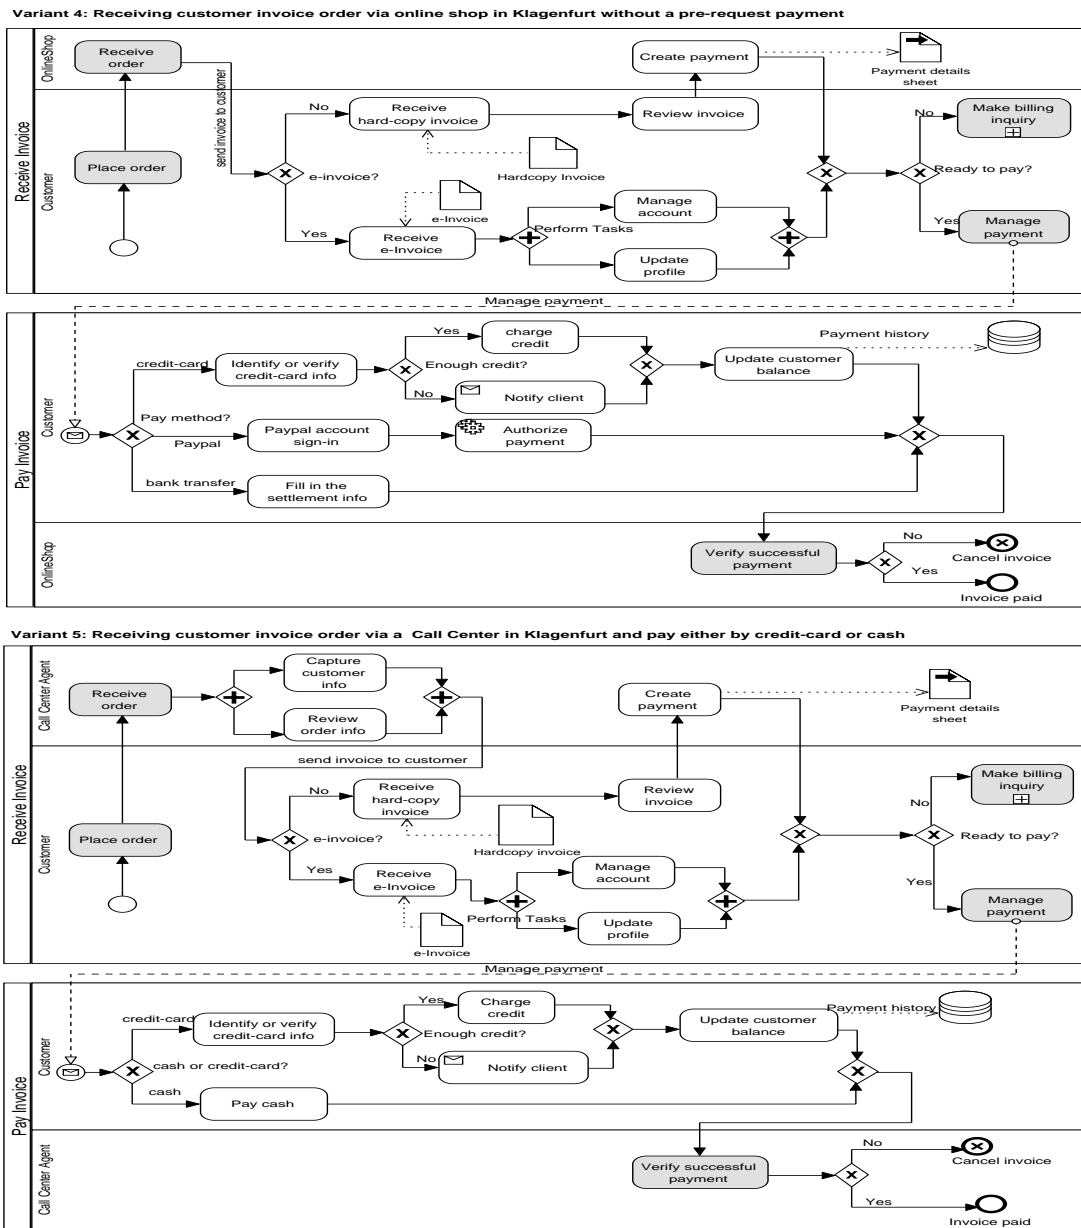 Variant 4: Receiving customer invoice order via online shop in Klagenfurt without a pre-request payment
Receive Invoice
OnlineShop
Customer
Receive
order
Place order
send invoice to customer
Create payment
Payment details
sheet
No
Receive
hard-copy invoice
Review invoice
Hardcopy Invoice
e-invoice?
e-Invoice
Yes
Receive
e-Invoice
Perform Tasks
Manage
account
Update
profile
No
Make billing
inquiry
Ready to pay?
Yes
Manage
payment
Manage payment
Pay Invoice
Customer
OnlineShop
credit-card
Identify or verify
credit-card info
Yes
charge
credit
Enough credit?
No
Notify client
Update customer
balance
Payment history
Pay method?
Paypal
Paypal account
sign-in
Authorize
payment
bank transfer
Fill in the
settlement info
Verify successful
payment
No
Cancel invoice
Yes
Invoice paid
Variant 5: Receiving customer invoice order via a  Call Center in Klagenfurt and pay either by credit-card or cash
Receive Invoice
Call Center Agent
Customer
Receive
order
Place order
Capture
customer
info
Review
order info
send invoice to customer
Create
payment
Payment details
sheet
No
Receive
hard-copy
invoice
Review
invoice
Hardcopy invoice
e-invoice?
Yes
Receive
e-Invoice
e-Invoice
Perform Tasks
Manage
account
Update
profile
No
Make billing
inquiry
Ready to pay?
Yes
Manage
payment
Manage payment
Pay Invoice
Customer
Call Center Agent
credit-card
Identify or verify
credit-card info
Yes
Charge
credit
Enough credit?
No
Notify client
Update customer
balance
Payment history
cash or credit-card?
cash
Pay cash
Verify successful
payment
No
Cancel invoice
Yes
Invoice paid